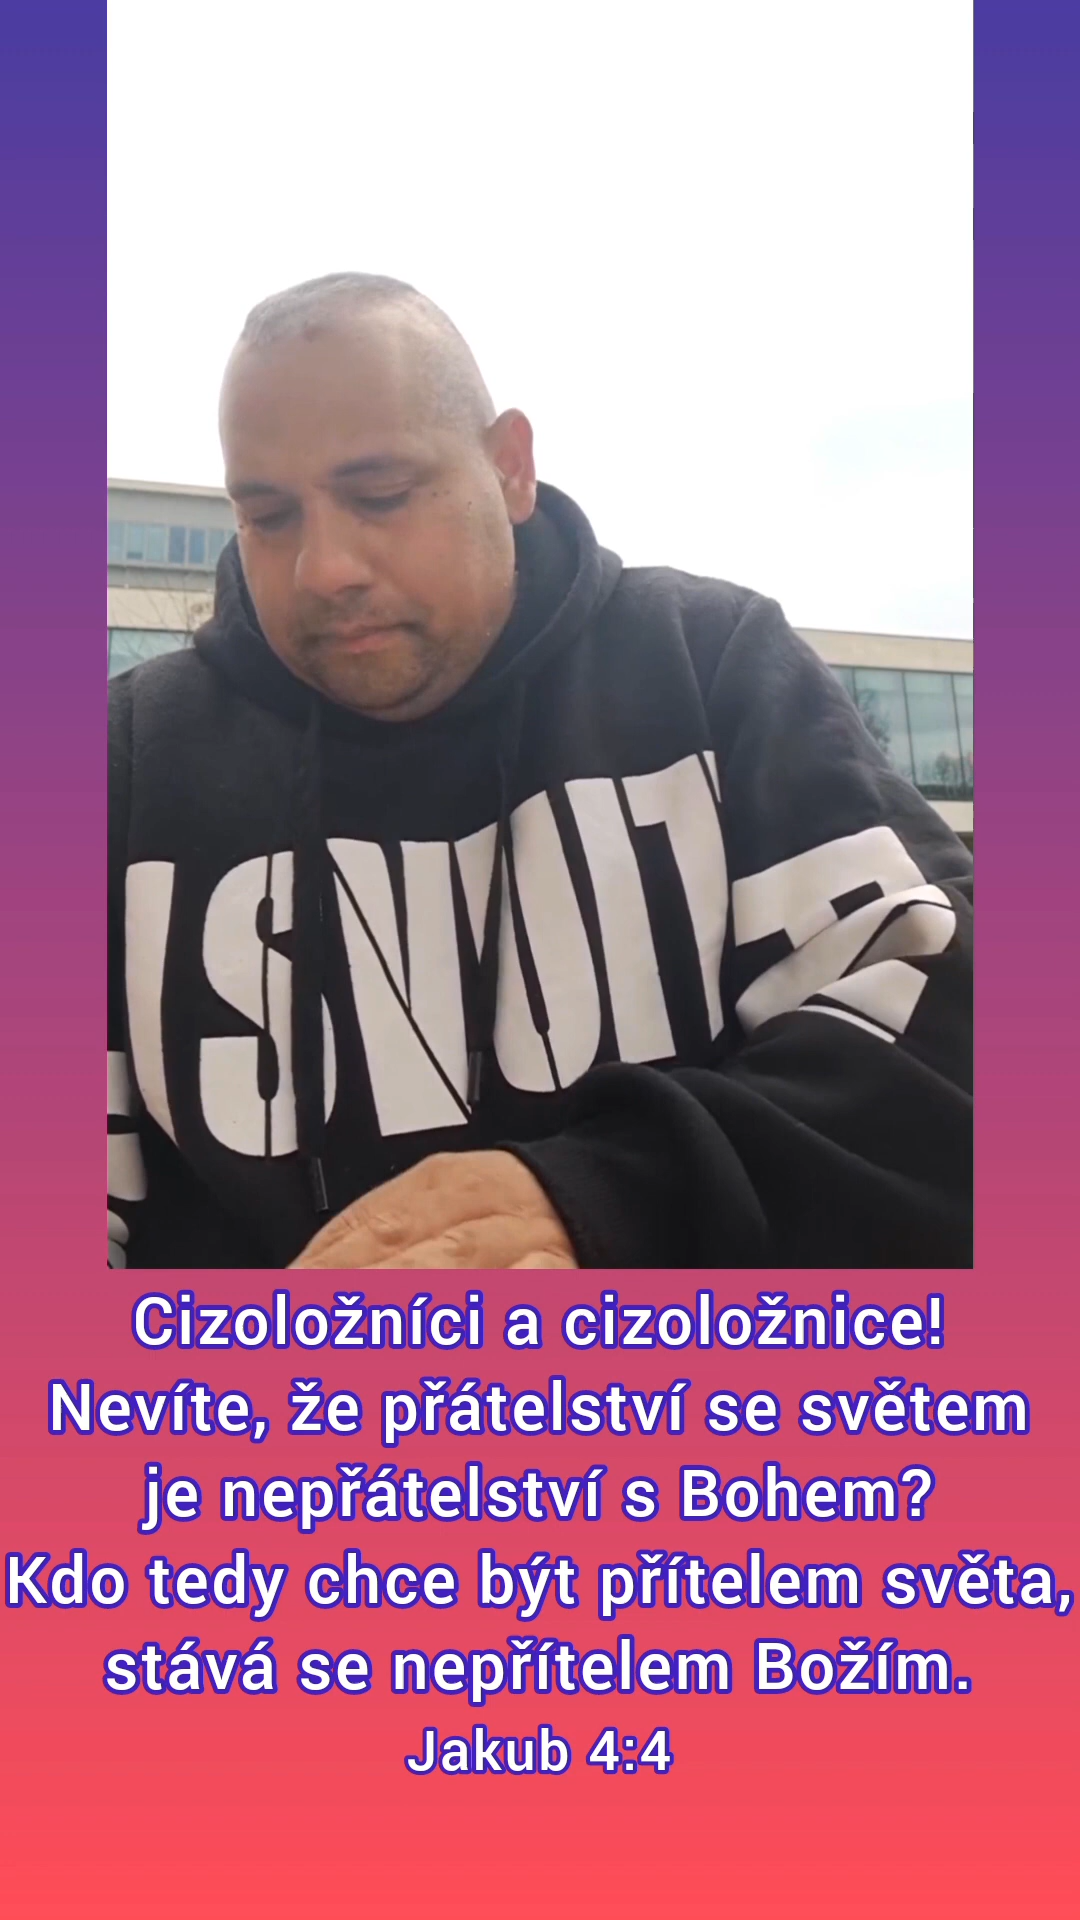 Cizoložníci a cizoložnice!
Nevíte, že přátelství se světem
je nepřátelství s Bohem?
Kdo tedy chce být přítelem světa,
stává se nepřítelem Božím.
Jakub 4:4